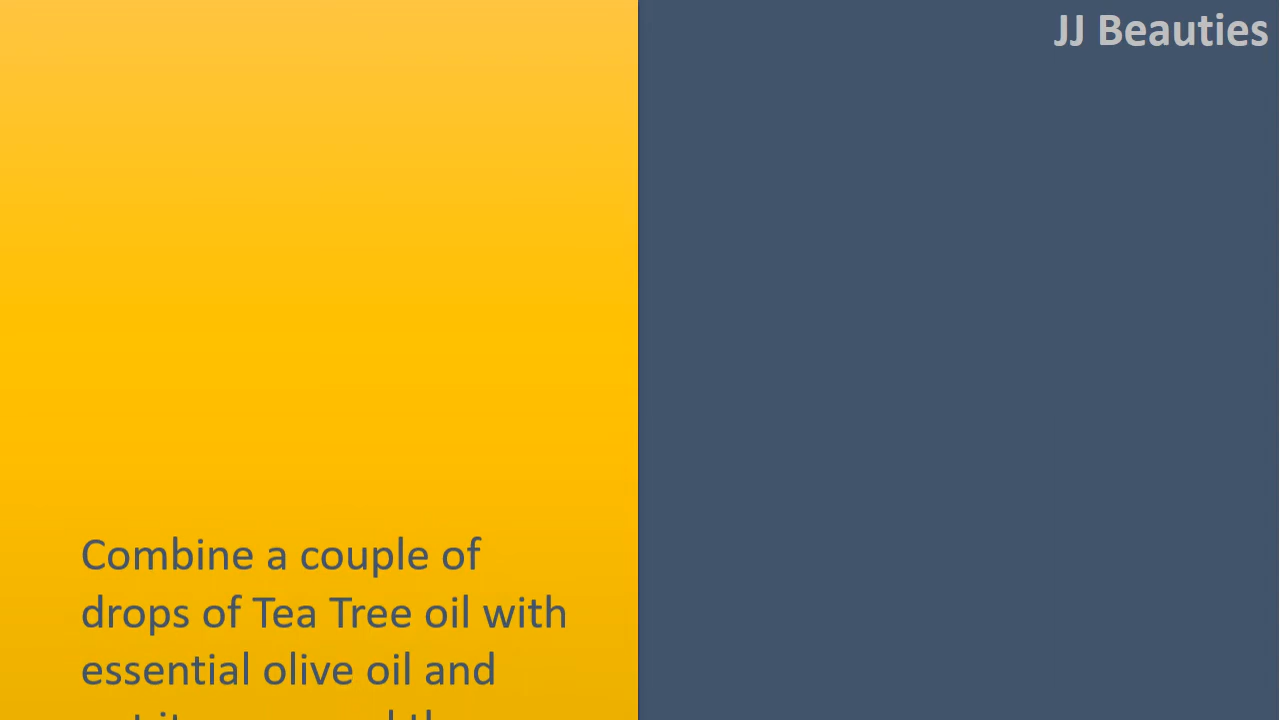 JJ Beauties
Combine a couple of
drops of Tea Tree oil with
essential olive oil and